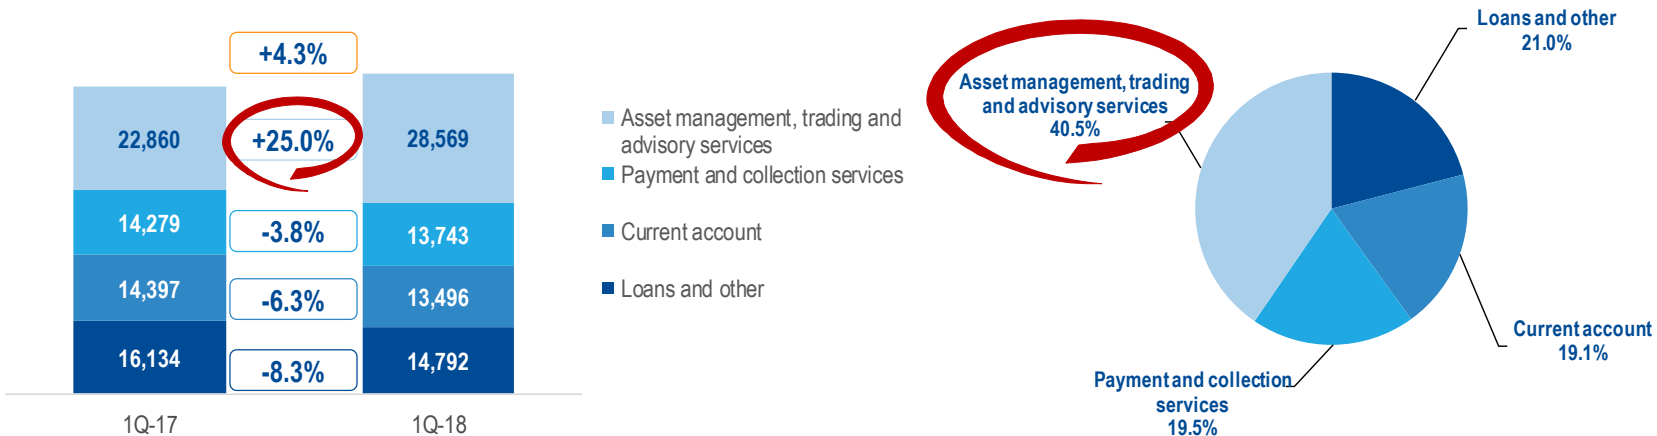 +4.3%
22,860
+25.0%
28,569
14,279
-3.8%
13,743
14,397
-6.3%
13,496
16,134
-8.3%
14,792
1Q-17
1Q-18
Asset management, trading and
advisory services
Payment and collection services
Current account
Loans and other
Loans and other
21.0%
Asset management, trading
and advisory services
40.5%
Current account
19.1%
Payment and collection
services
19.5%